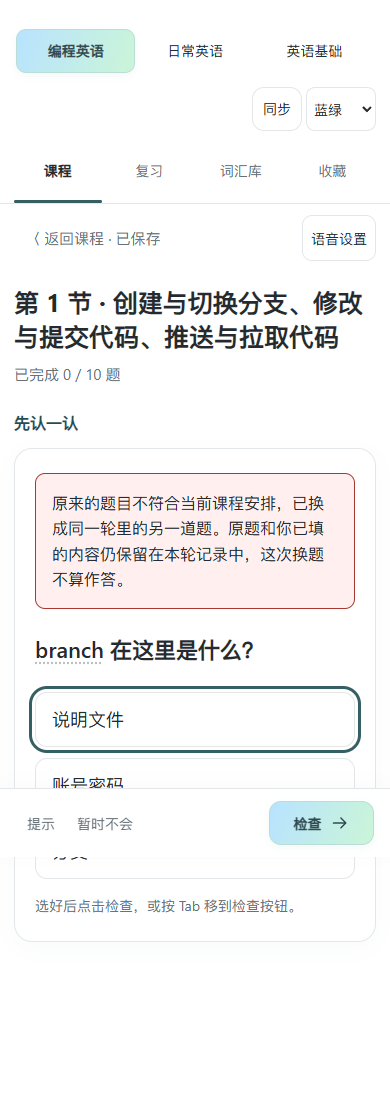 编程英语 日常英语 英语基础
同步 蓝绿
课程 复习 词汇库 收藏
〈 返回课程 · 已保存 语音设置
第 1 节 · 创建与切换分支、修改
与提交代码、推送与拉取代码
已完成 0 / 10 题
先认一认
原来的题目不符合当前课程安排，已换
成同一轮里的另一道题。原题和你已填
的内容仍保留在本轮记录中，这次换题
不算作答。
branch 在这里是什么？
说明文件
账号密码
提示 暂时不会 检查 →
选好后点击检查，或按 Tab 移到检查按钮。